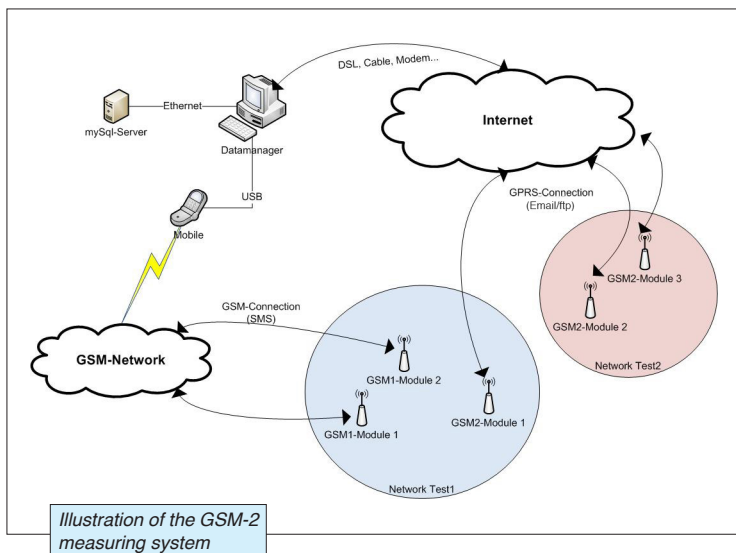 DSL, Cable, Modem...
Ethernet
mySql-Server
Datamanager
Internet
USB
GPRS-Connection
(Email/ftp)
Mobile
GSM2-Module 3
GSM2-Module 2
GSM-Connection
(SMS)
GSM-Network
Network Test2
GSM1-Module 2
GSM1-Module 1
GSM2-Module 1
Network Test1
Illustration of the GSM-2
measuring system